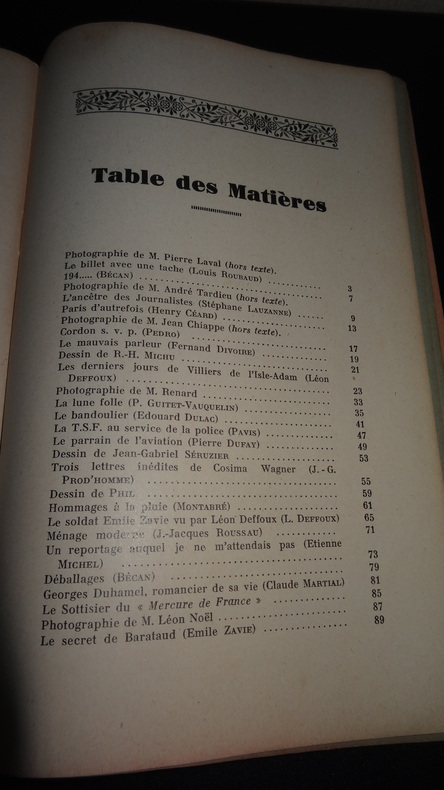 Table des Matières
Photographie de M. Pierre Laval (hors texte).
Le billet avec une tache (Louis ROUBAUD) ............ 3
194..... (BÉCAN) ........................................ 7
Photographie de M. André Tardieu (hors texte).
L'ancêtre des Journalistes (Stéphane LAUZANNE) ...... 9
Paris d'autrefois (Henry CÉARD) ..................... 13
Photographie de M. Jean Chiappe (hors texte).
Cordon s. v. p. (PEDRO) ............................. 17
Le mauvais parleur (Fernand DIVOIRE) ................ 19
Dessin de R.-H. MICHU ............................... 21
Les derniers jours de Villiers de l'Isle-Adam (Léon
DEFFOUX) ............................................ 23
Photographie de M. Renard ........................... 33
La lune folle (P. GUITET-VAUQUELIN) ................. 35
Le bandoulier (Edouard DULAC) ....................... 41
La T.S.F. au service de la police (PAVIS) ........... 47
Le parrain de l'aviation (Pierre DUFAY) ............. 49
Dessin de Jean-Gabriel SÉRUZIER ..................... 53
Trois lettres inédites de Cosima Wagner (J.-G.
PROD'HOMME) ......................................... 55
Dessin de PHIL ...................................... 59
Hommages à la pluie (MONTABRÉ) ...................... 61
Le soldat Emile Zavie vu par Léon Deffoux (L. DEFFOUX) 65
Ménage moderne (J.-Jacques ROUSSAU) ................. 71
Un reportage auquel je ne m'attendais pas (Etienne
MICHEL) ............................................. 73
Déballages (BÉCAN) .................................. 79
Georges Duhamel, romancier de sa vie (Claude MARTIAL) 81
Le Sottisier du « Mercure de France » ............... 85
Photographie de M. Léon Noël ........................ 87
Le secret de Barataud (Emile ZAVIE) ................. 89